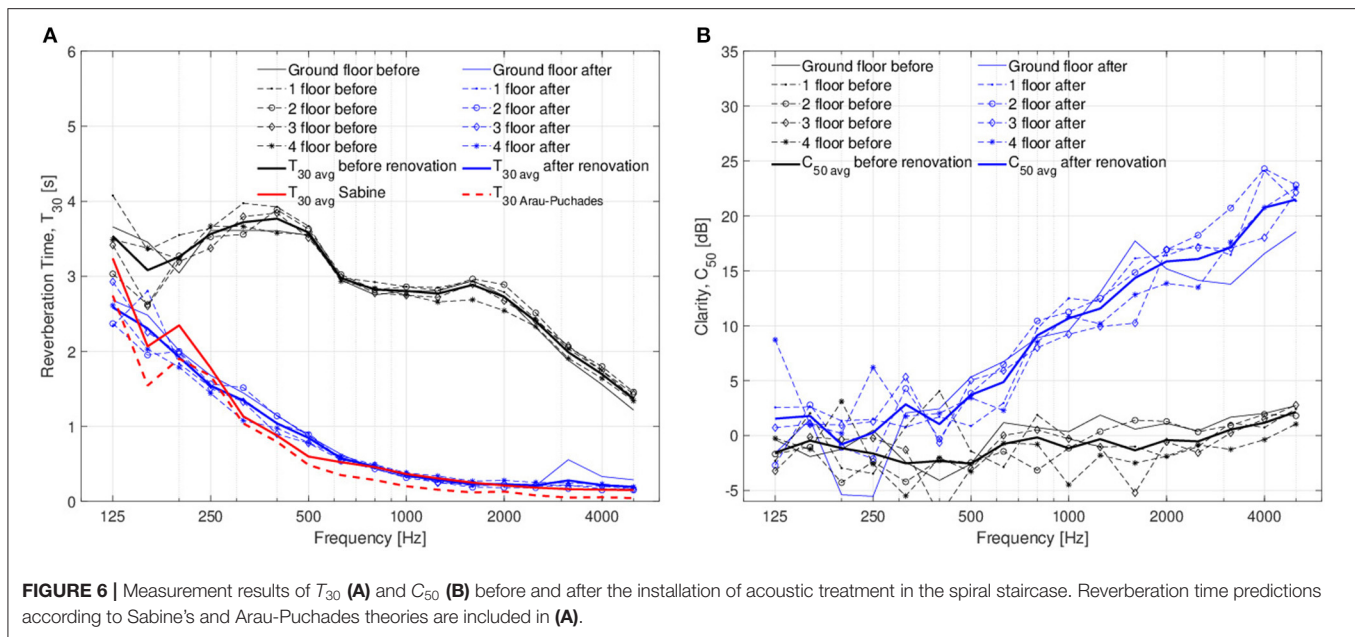 A
B
6
5
4
3
2
1
0
Reverberation Time, T30 [s]
Ground floor before
1 floor before
2 floor before
3 floor before
4 floor before
T30 avg before renovation
T30 avg Sabine
Ground floor after
1 floor after
2 floor after
3 floor after
4 floor after
T30 avg after renovation
T30 Arau-Puchades
125 250 500 1000 2000 4000
Frequency [Hz]
35
30
25
20
15
10
5
0
-5
Clarity, C50 [dB]
Ground floor before
1 floor before
2 floor before
3 floor before
4 floor before
C50 avg before renovation
Ground floor after
1 floor after
2 floor after
3 floor after
4 floor after
C50 avg after renovation
125 250 500 1000 2000 4000
Frequency [Hz]
FIGURE 6 | Measurement results of T30 (A) and C50 (B) before and after the installation of acoustic treatment in the spiral staircase. Reverberation time predictions
according to Sabine's and Arau-Puchades theories are included in (A).